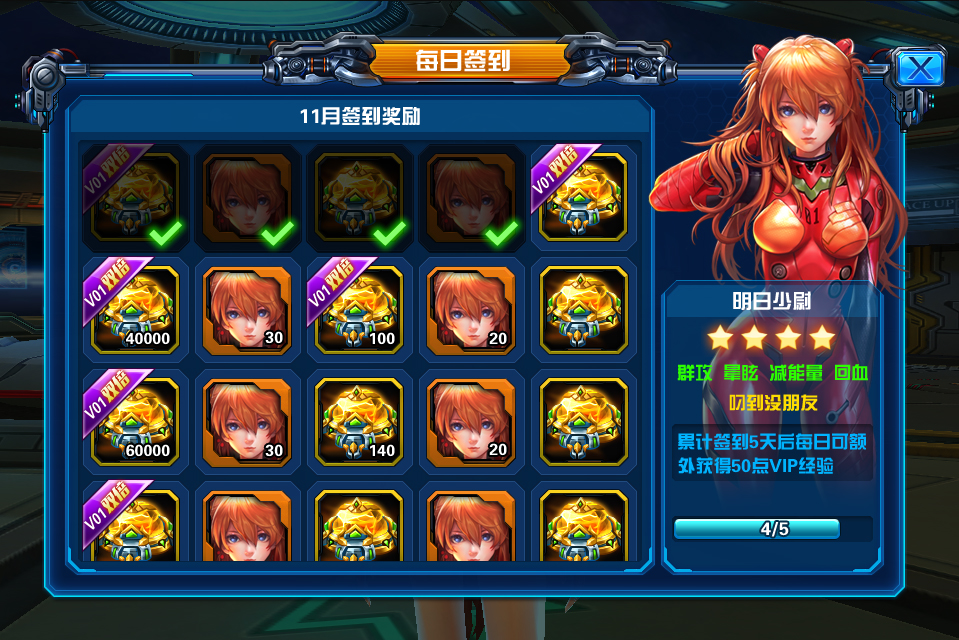 每日签到
11月签到奖励
V01双倍
V01双倍
V01双倍
40000
30
V01双倍
100
20
V01双倍
60000
30
140
20
V01双倍
01
明日少尉
群攻 晕眩 减能量 回血
叼到没朋友
累计签到5天后每日可额
外获得50点VIP经验
4/5